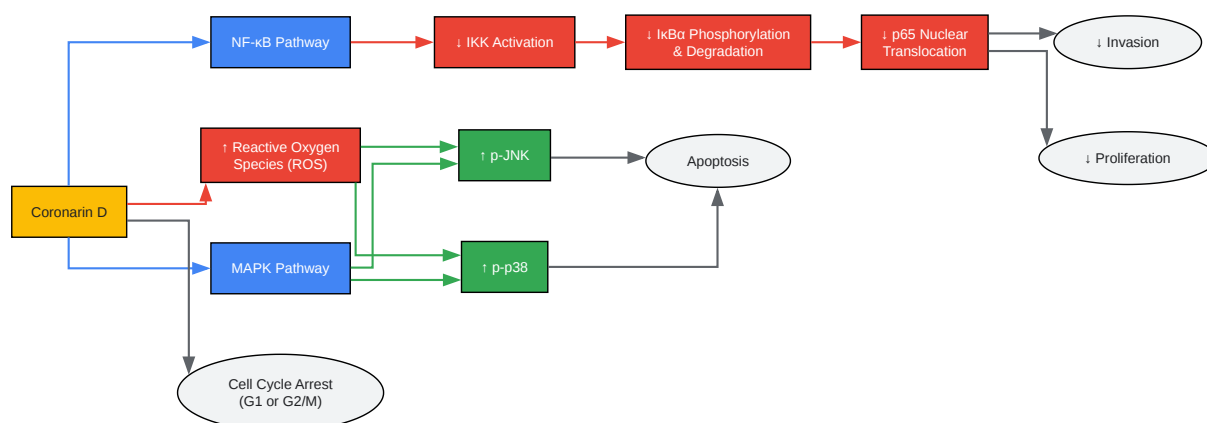 NF-κB Pathway
↓ IKK Activation
↓ IκBα Phosphorylation
& Degradation
↓ p65 Nuclear
Translocation
↓ Invasion
↑ Reactive Oxygen
Species (ROS)
↑ p-JNK
Apoptosis
↓ Proliferation
Coronarin D
MAPK Pathway
↑ p-p38
Cell Cycle Arrest
(G1 or G2/M)